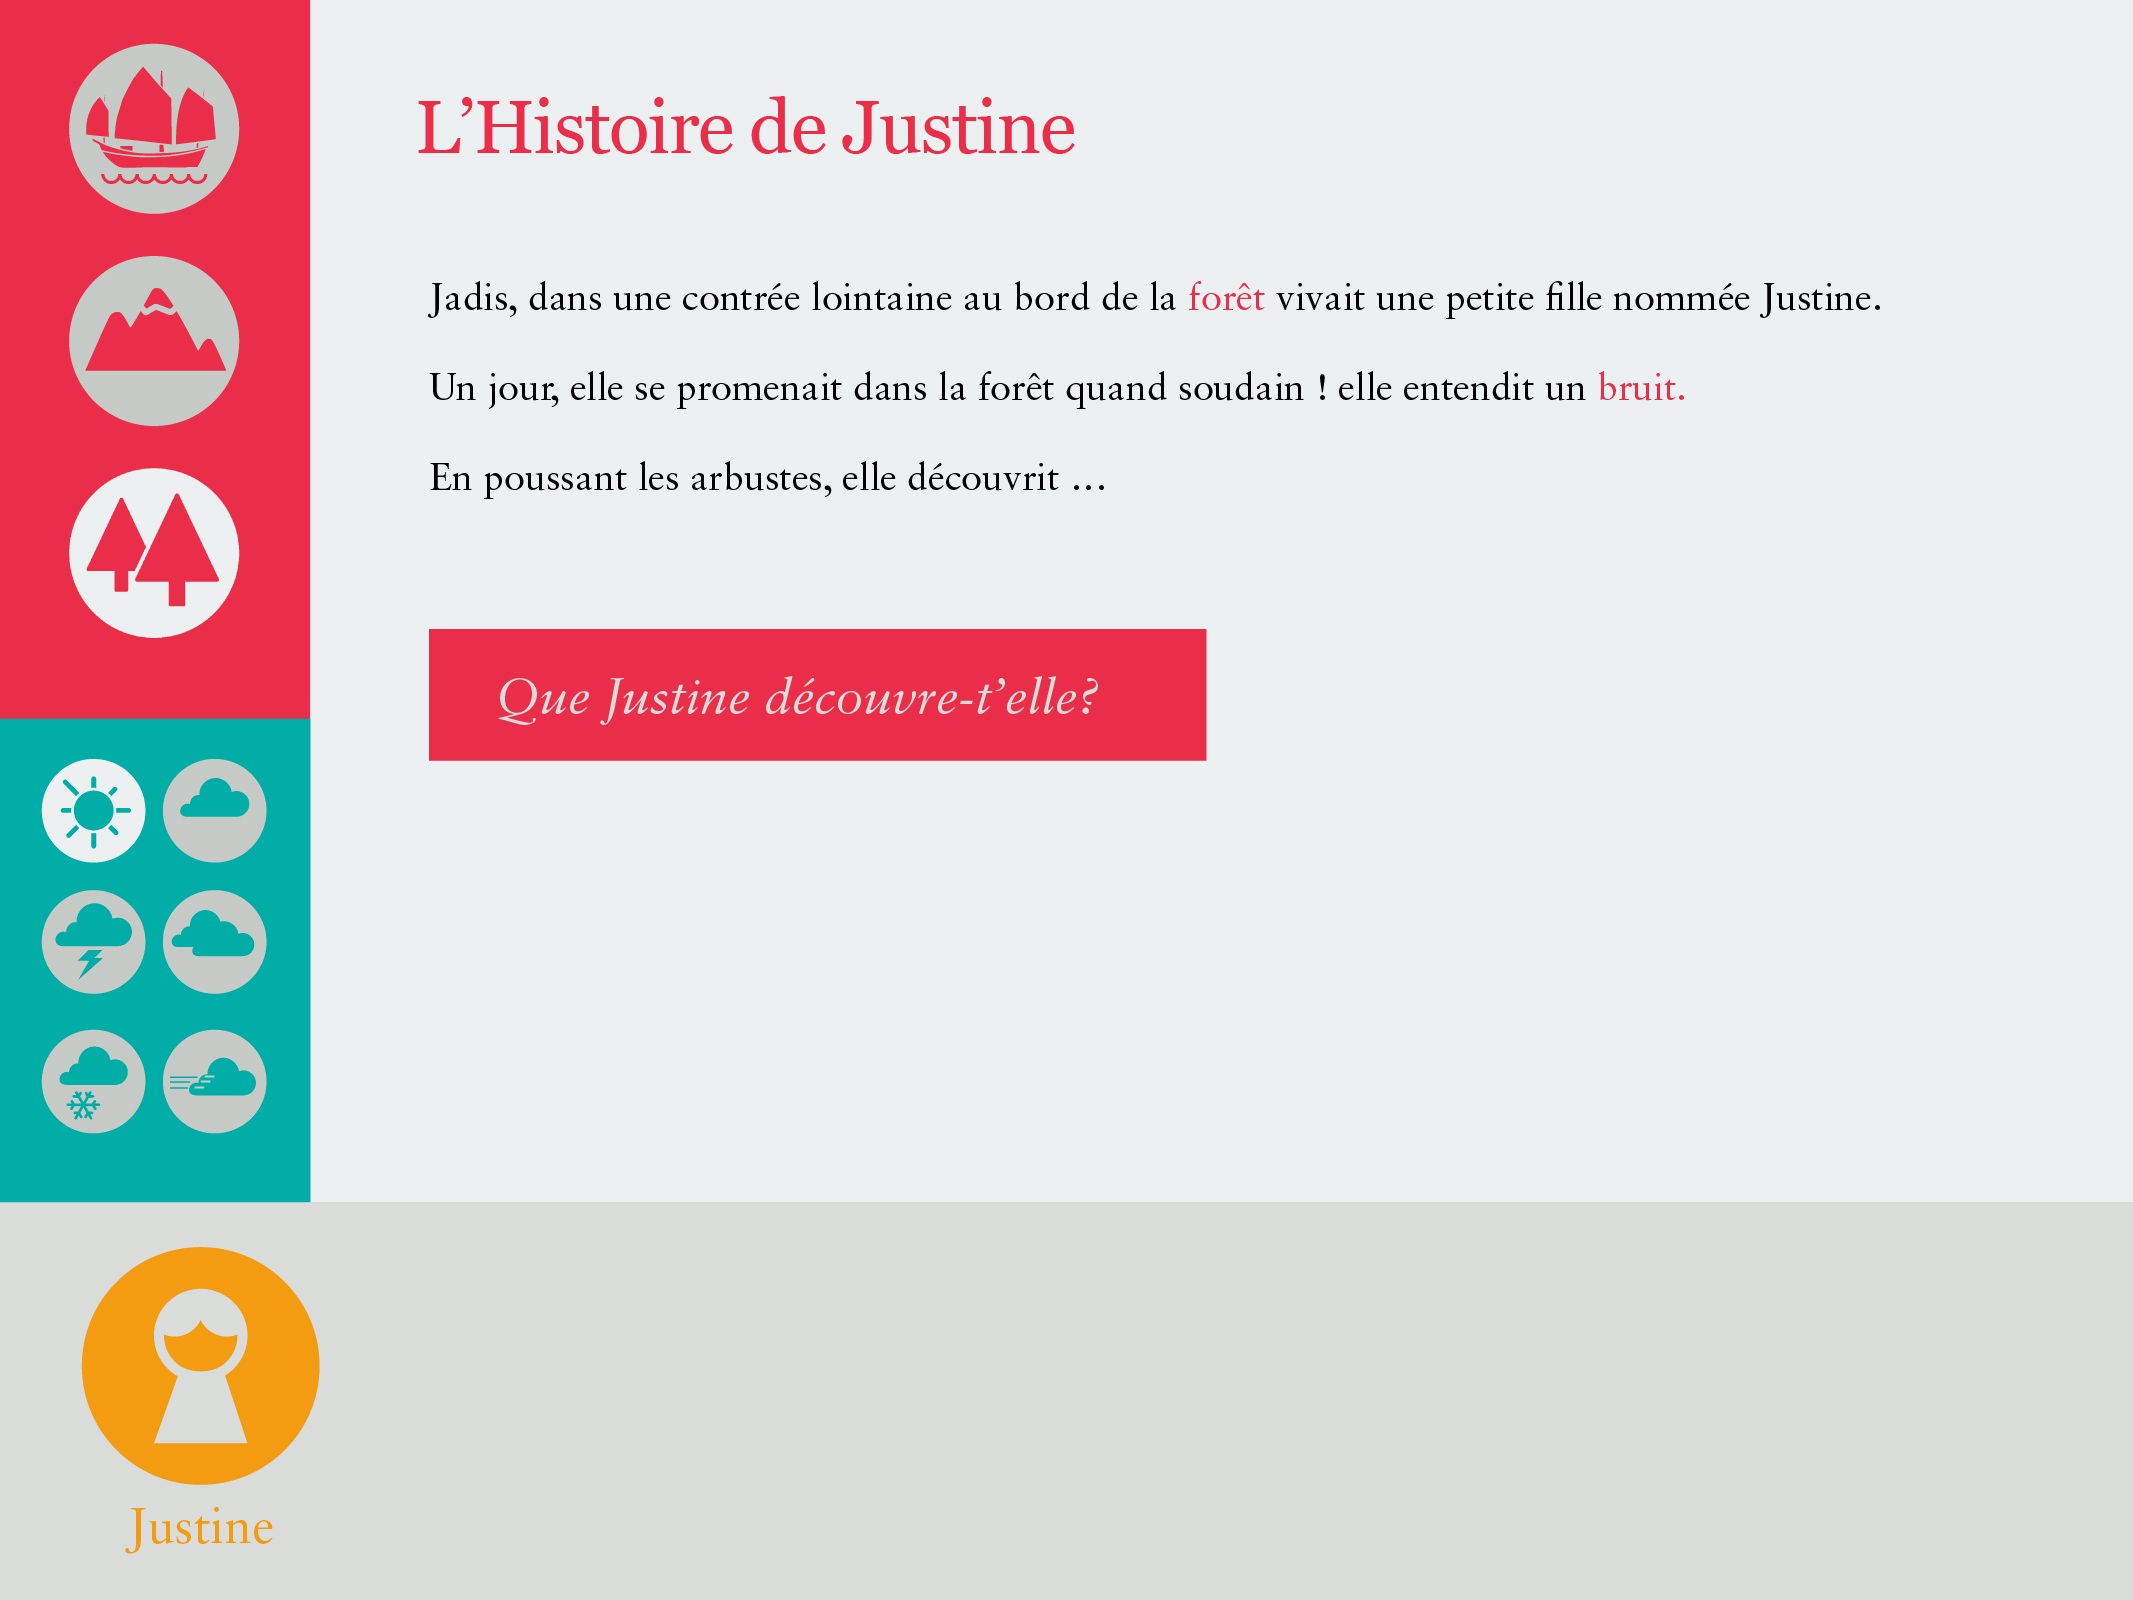 L’Histoire de Justine
Jadis, dans une contrée lointaine au bord de la forêt vivait une petite fille nommée Justine.
Un jour, elle se promenait dans la forêt quand soudain ! elle entendit un bruit.
En poussant les arbustes, elle découvrit ...
Que Justine découvre-t’elle?
Justine